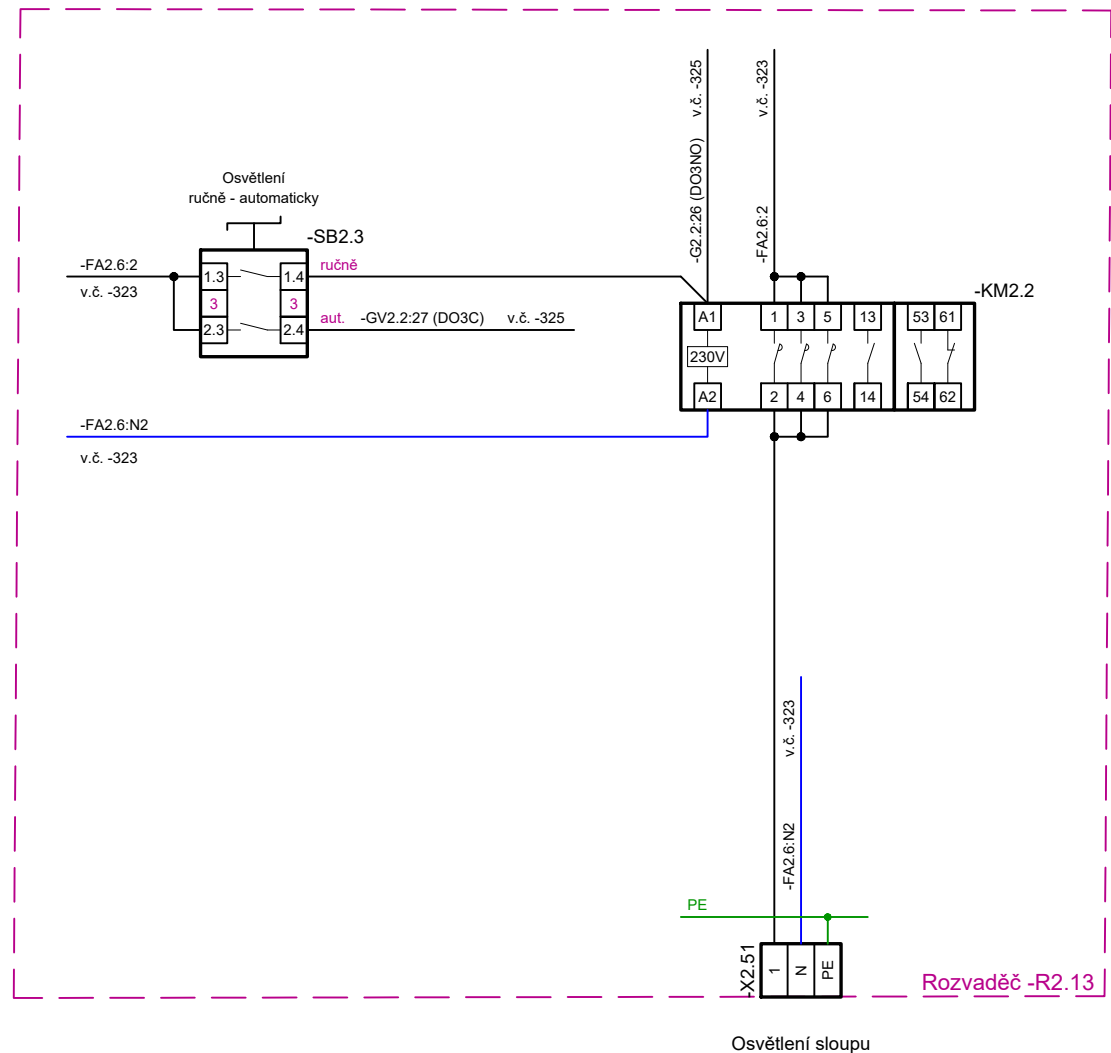 v.č. -325
-G2.2:26 (DO3NO)
v.č. -323
-FA2.6:2
Osvětlení
ručně - automaticky
-SB2.3
-FA2.6:2
v.č. -323
1.3
1.4
ručně
3
3
2.3
2.4
aut.
-GV2.2:27 (DO3C)
v.č. -325
-KM2.2
A1
1
3
5
13
53
61
230V
A2
2
4
6
14
54
62
-FA2.6:N2
v.č. -323
v.č. -323
-FA2.6:N2
PE
-X2.51
1
N
PE
Rozvaděč -R2.13
Osvětlení sloupu